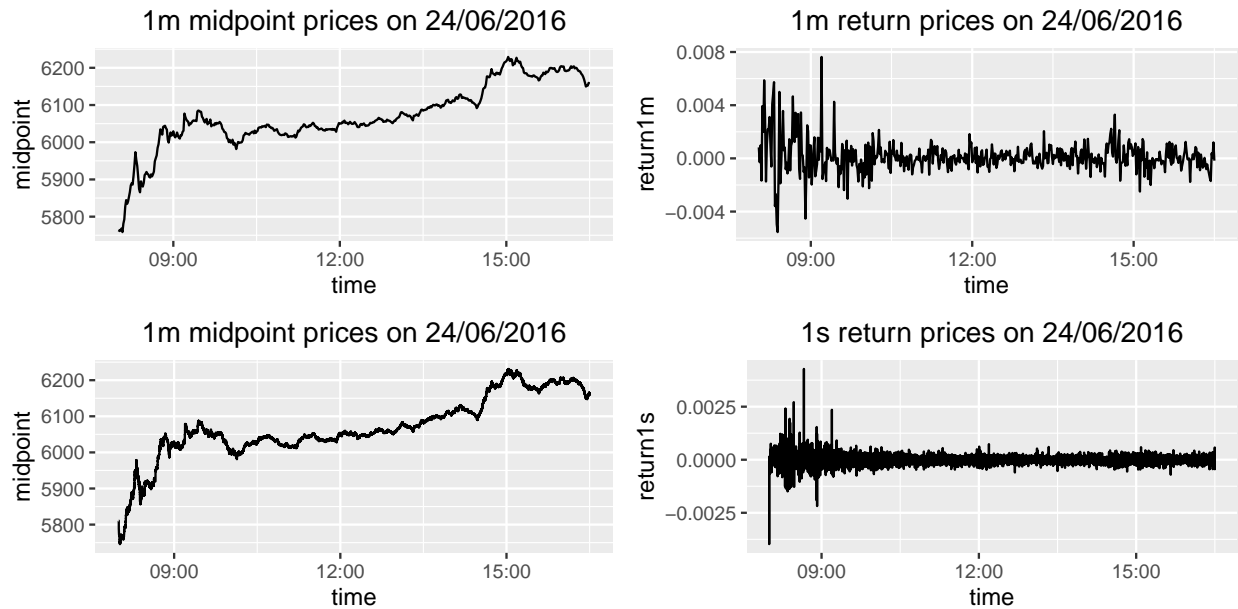 1m midpoint prices on 24/06/2016
6200
6100
6000
5900
5800
midpoint
09:00
12:00
15:00
time
1m return prices on 24/06/2016
0.008
0.004
0.000
−0.004
return1m
09:00
15:00
time
1m midpoint prices on 24/06/2016
6200
6100
6000
5900
5800
midpoint
09:00
12:00
15:00
time
1s return prices on 24/06/2016
0.0025
0.0000
−0.0025
return1s
09:00
12:00
15:00
time